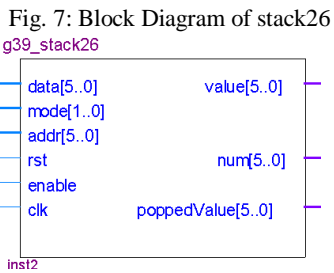 Fig. 7: Block Diagram of stack26
g39_stack26
data[5..0] value[5..0]
mode[1..0]
addr[5..0]
rst num[5..0]
enable
clk poppedValue[5..0]
inst2